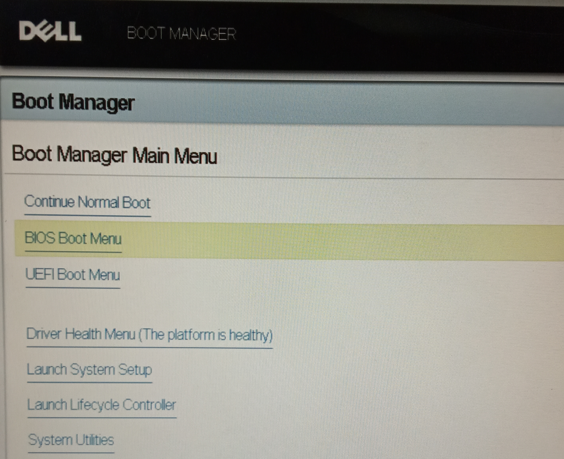 DELL BOOT MANAGER
Boot Manager
Boot Manager Main Menu
Continue Normal Boot
BIOS Boot Menu
UEFI Boot Menu
Driver Health Menu (The platform is healthy)
Launch System Setup
Launch Lifecycle Controller
System Utilities